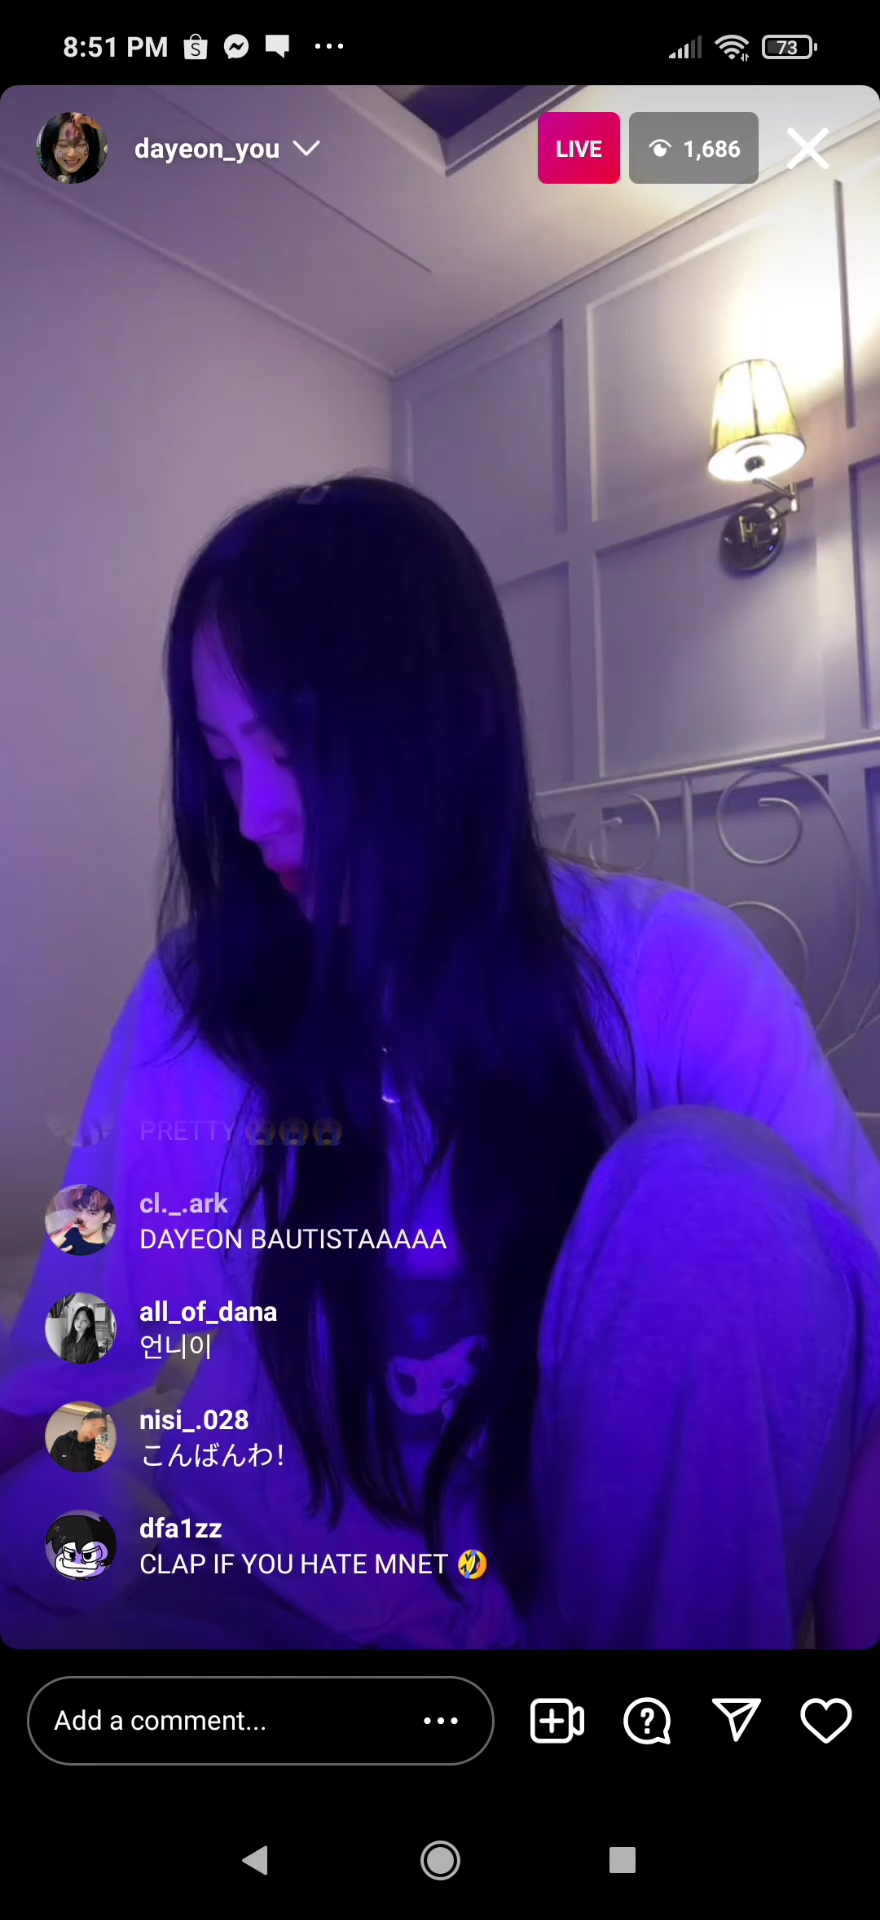 8:51 PM
73
dayeon_you
LIVE
1,686
PRETTY 😭😭😭
cl._.ark
DAYEON BAUTISTAAAAA
all_of_dana
언니이
nisi_.028
こんばんわ!
dfa1zz
CLAP IF YOU HATE MNET 🤣
Add a comment...